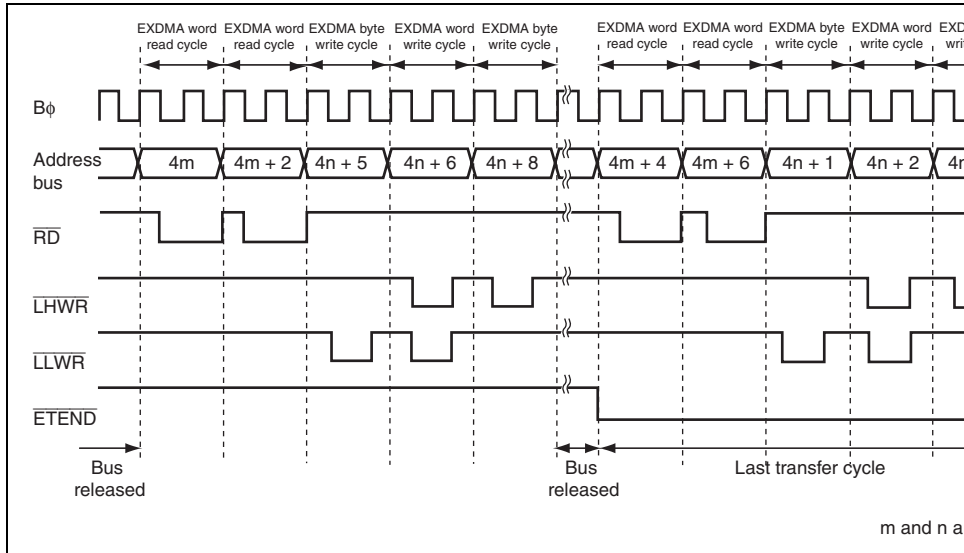 EXDMA word read cycle EXDMA word read cycle EXDMA byte write cycle EXDMA word write cycle EXDMA byte write cycle EXDMA word read cycle EXDMA word read cycle EXDMA byte write cycle EXDMA word write cycle
Bϕ
Address bus 4m 4m + 2 4n + 5 4n + 6 4n + 8 4m + 4 4m + 6 4n + 1 4n + 2
RD
LHWR
LLWR
ETEND
Bus released Bus released Last transfer cycle
m and n a